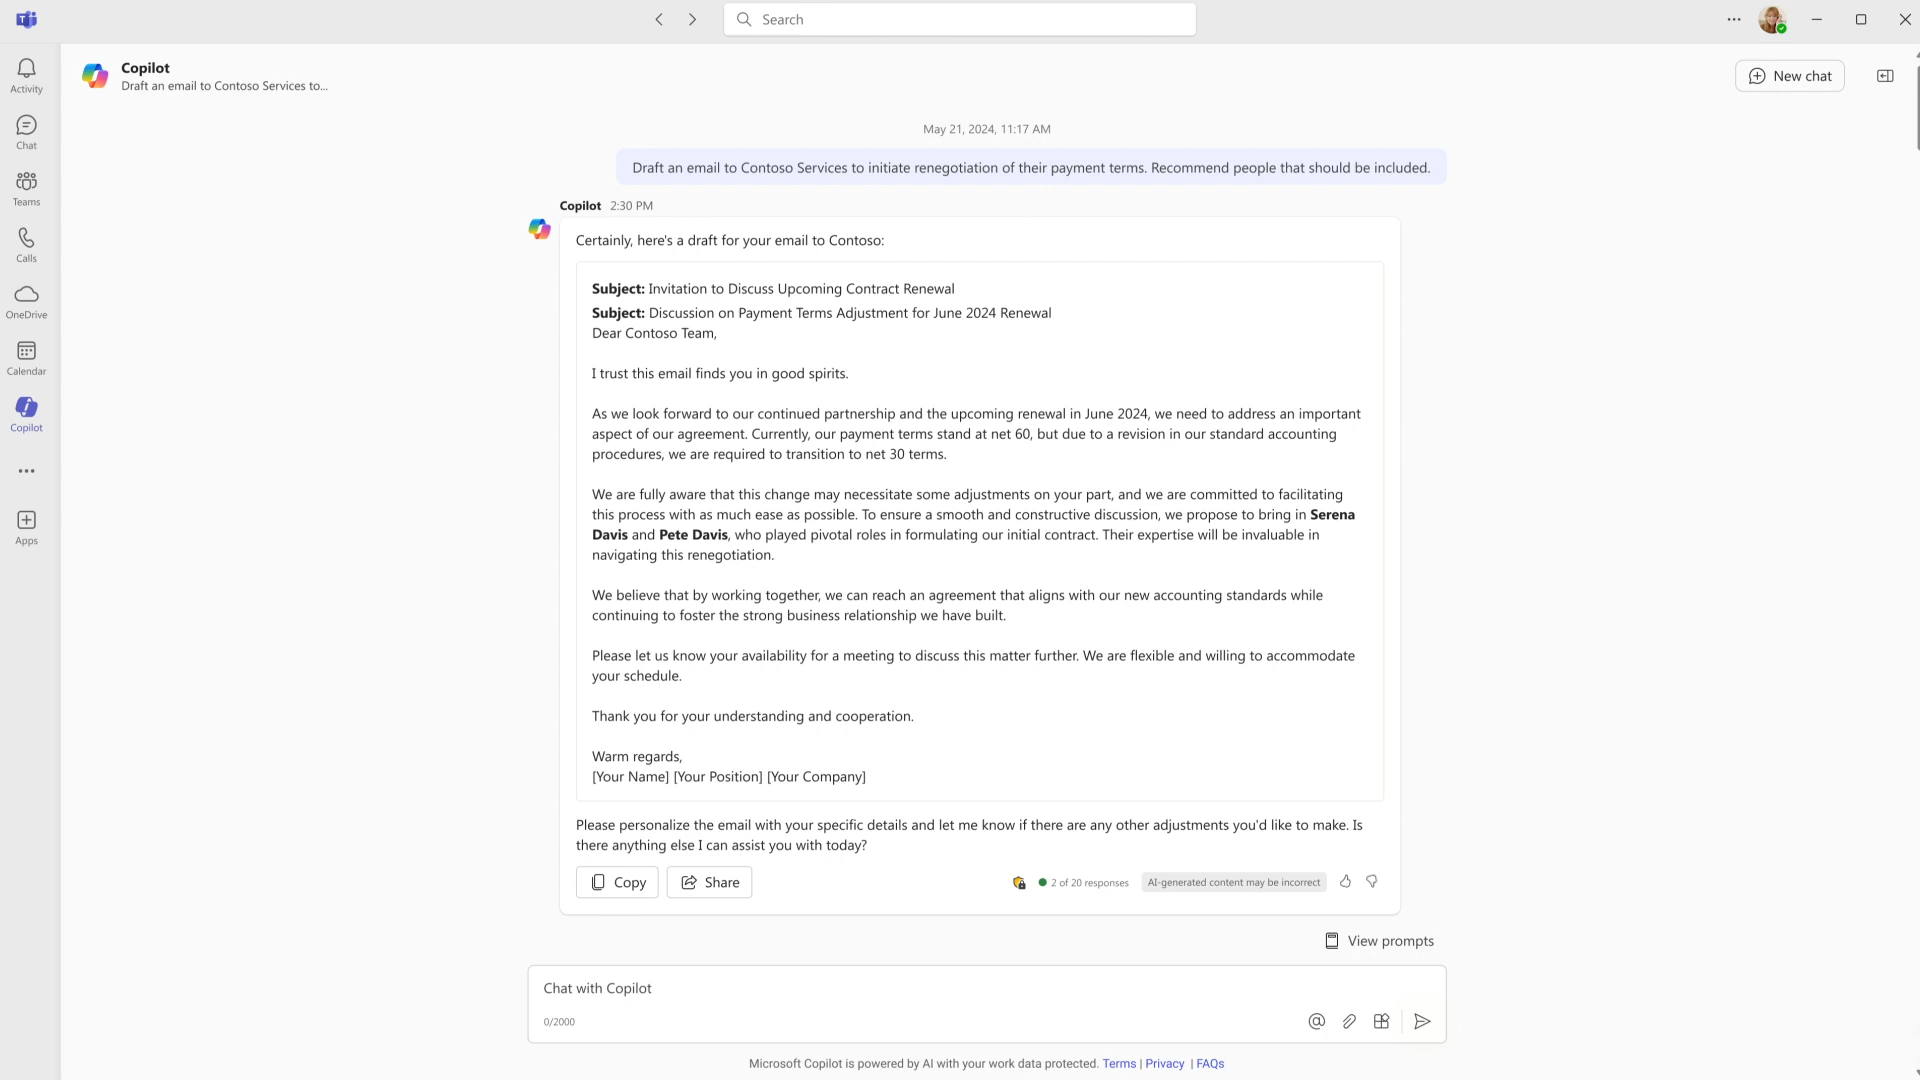 Search
Activity
Chat
Teams
Calls
OneDrive
Calendar
Copilot
Apps
Copilot
Draft an email to Contoso Services to...
New chat
May 21, 2024, 11:17 AM
Draft an email to Contoso Services to initiate renegotiation of their payment terms. Recommend people that should be included.
Copilot 2:30 PM
Certainly, here's a draft for your email to Contoso:
Subject: Invitation to Discuss Upcoming Contract Renewal
Subject: Discussion on Payment Terms Adjustment for June 2024 Renewal
Dear Contoso Team,
I trust this email finds you in good spirits.
As we look forward to our continued partnership and the upcoming renewal in June 2024, we need to address an important
aspect of our agreement. Currently, our payment terms stand at net 60, but due to a revision in our standard accounting
procedures, we are required to transition to net 30 terms.
We are fully aware that this change may necessitate some adjustments on your part, and we are committed to facilitating
this process with as much ease as possible. To ensure a smooth and constructive discussion, we propose to bring in Serena
Davis and Pete Davis, who played pivotal roles in formulating our initial contract. Their expertise will be invaluable in
navigating this renegotiation.
We believe that by working together, we can reach an agreement that aligns with our new accounting standards while
continuing to foster the strong business relationship we have built.
Please let us know your availability for a meeting to discuss this matter further. We are flexible and willing to accommodate
your schedule.
Thank you for your understanding and cooperation.
Warm regards,
[Your Name] [Your Position] [Your Company]
Please personalize the email with your specific details and let me know if there are any other adjustments you'd like to make. Is
there anything else I can assist you with today?
Copy
Share
2 of 20 responses
AI-generated content may be incorrect
View prompts
Chat with Copilot
0/2000
Microsoft Copilot is powered by AI with your work data protected. Terms | Privacy | FAQs